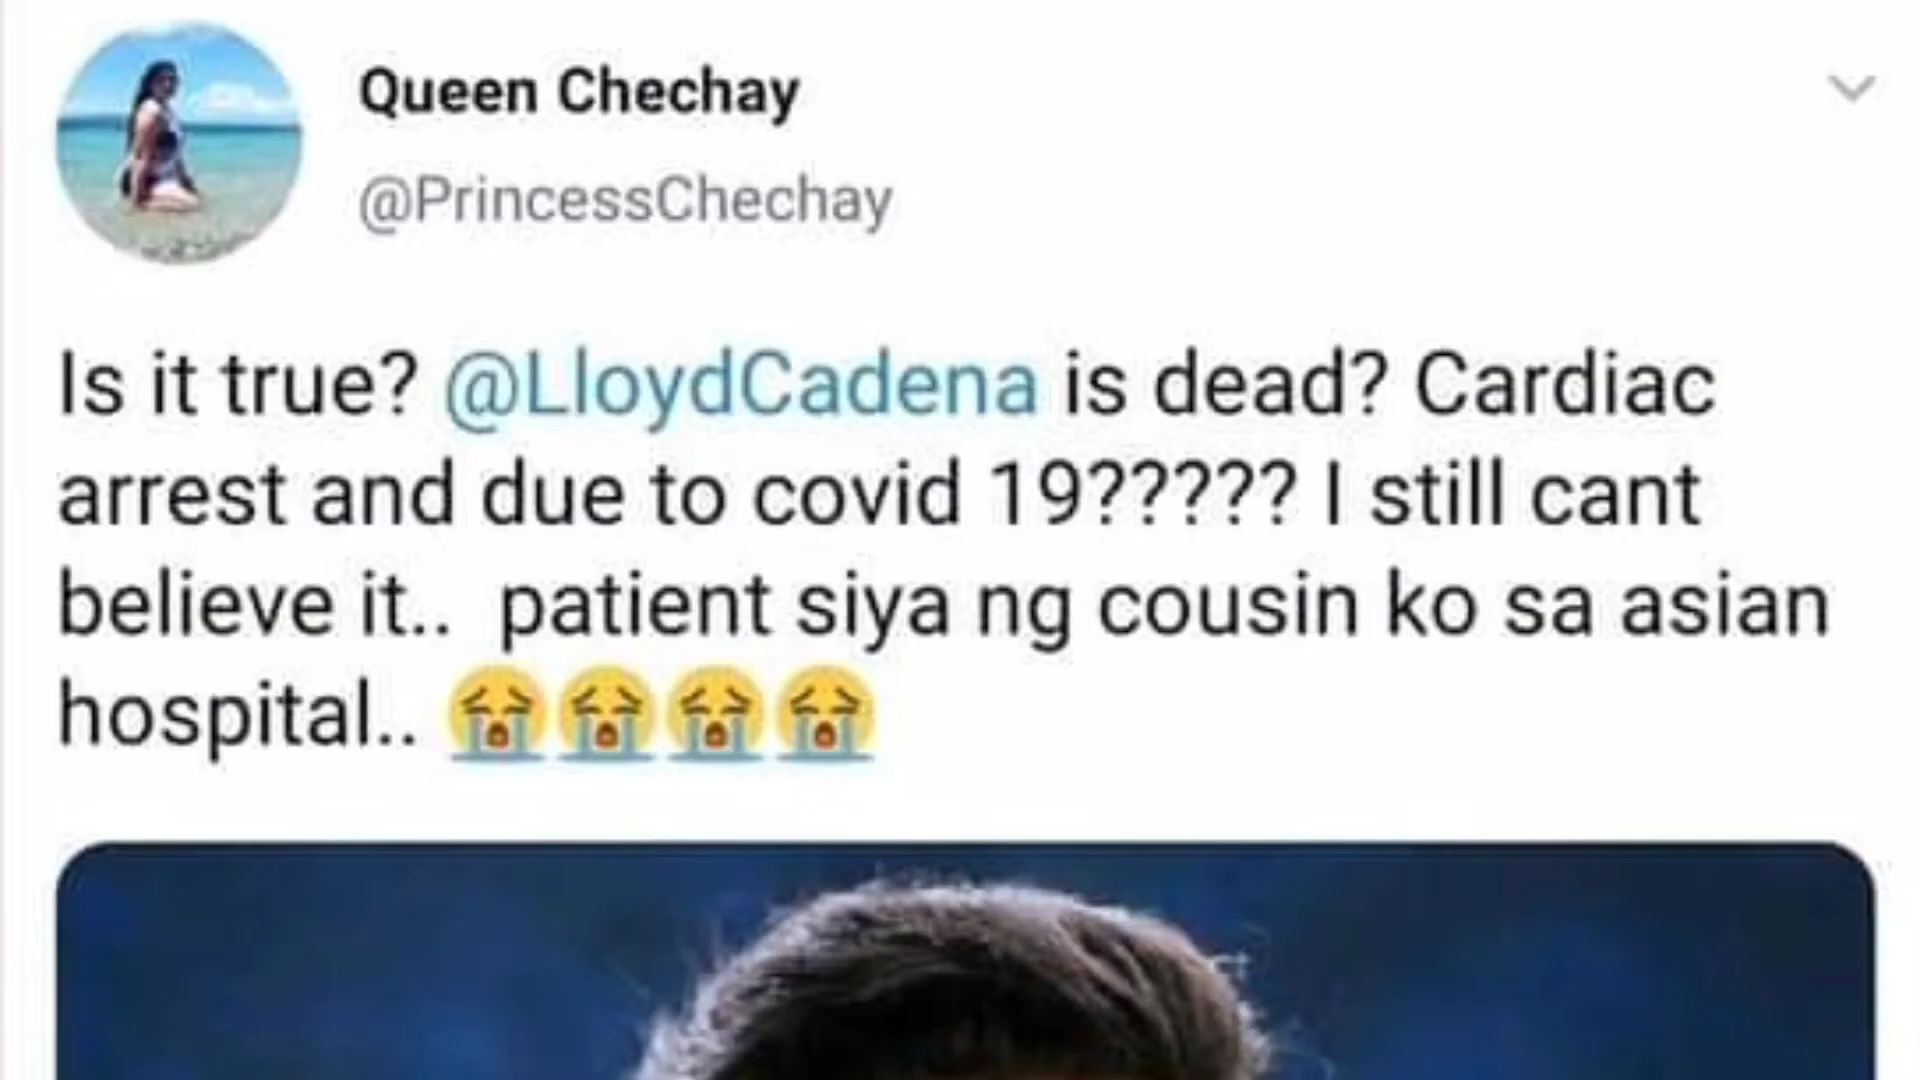 Queen Chechay
@PrincessChechay
Is it true? @LloydCadena is dead? Cardiac
arrest and due to covid 19????? I still cant
believe it.. patient siya ng cousin ko sa asian
hospital.. 😭😭😭😭